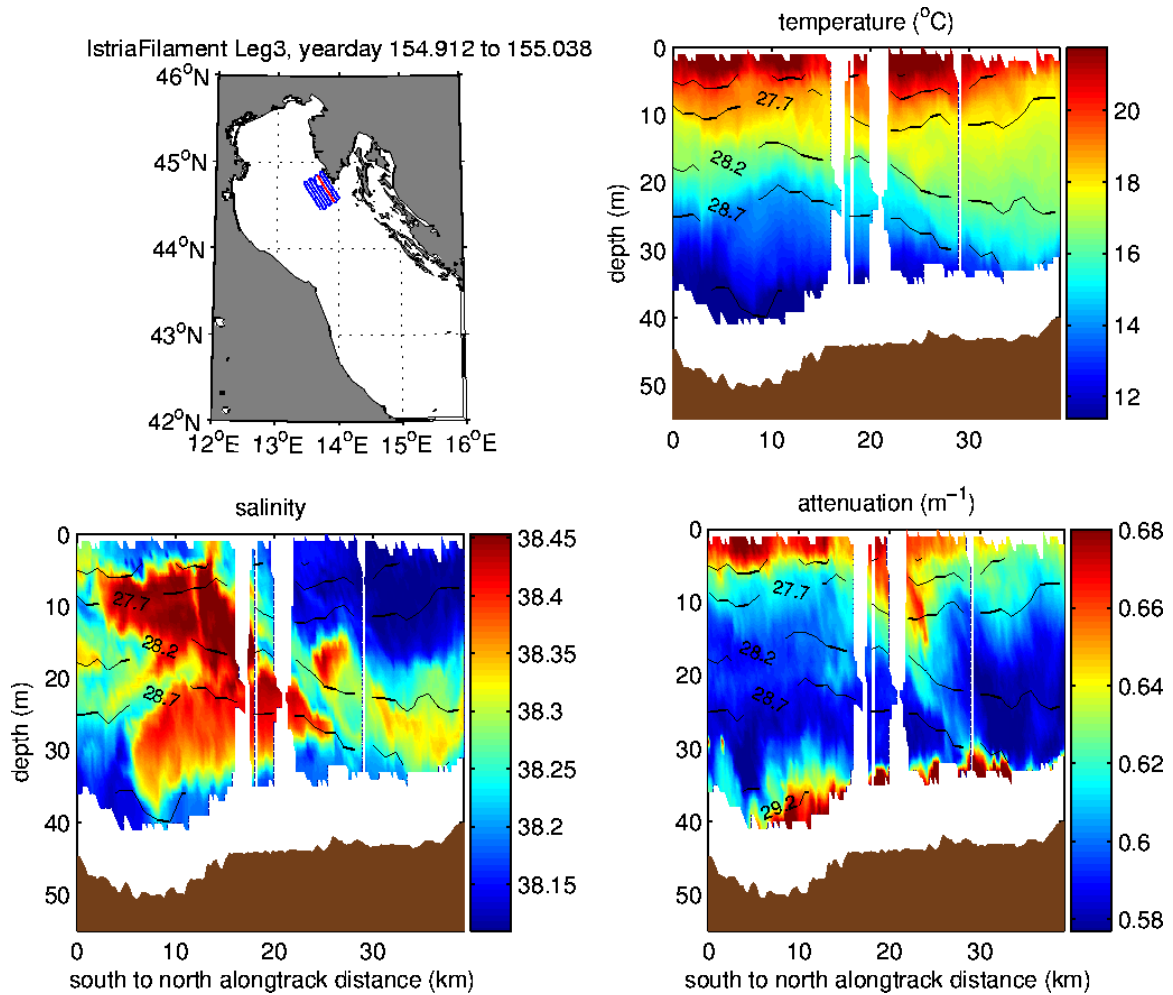 IstriaFilament Leg3, yearday 154.912 to 155.038
46°N
45°N
44°N
43°N
42°N
12°E 13°E 14°E 15°E 16°E
temperature (°C)
0
10
20
30
40
50
depth (m)
27.7
28.2
28.7
0 10 20 30
20
18
16
14
12
salinity
0
10
20
30
40
50
depth (m)
27.7
28.2
28.7
0 10 20 30
south to north alongtrack distance (km)
38.45
38.4
38.35
38.3
38.25
38.2
38.15
attenuation (m⁻¹)
0
10
20
30
40
50
27.7
28.2
28.7
29.2
0 10 20 30
south to north alongtrack distance (km)
0.68
0.66
0.64
0.62
0.6
0.58